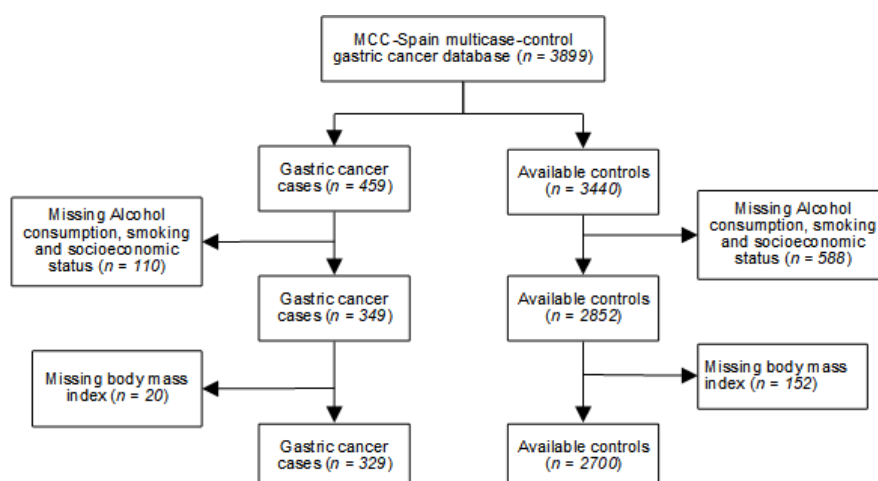 MCC-Spain multicase-control
gastric cancer database (n = 3899)
Gastric cancer
cases (n = 459)
Available controls
(n = 3440)
Missing Alcohol
consumption, smoking
and socioeconomic
status (n = 110)
Missing Alcohol
consumption, smoking
and socioeconomic
status (n = 588)
Gastric cancer
cases (n = 349)
Available controls
(n = 2852)
Missing body mass
index (n = 20)
Missing body mass
index (n = 152)
Gastric cancer
cases (n = 329)
Available controls
(n = 2700)